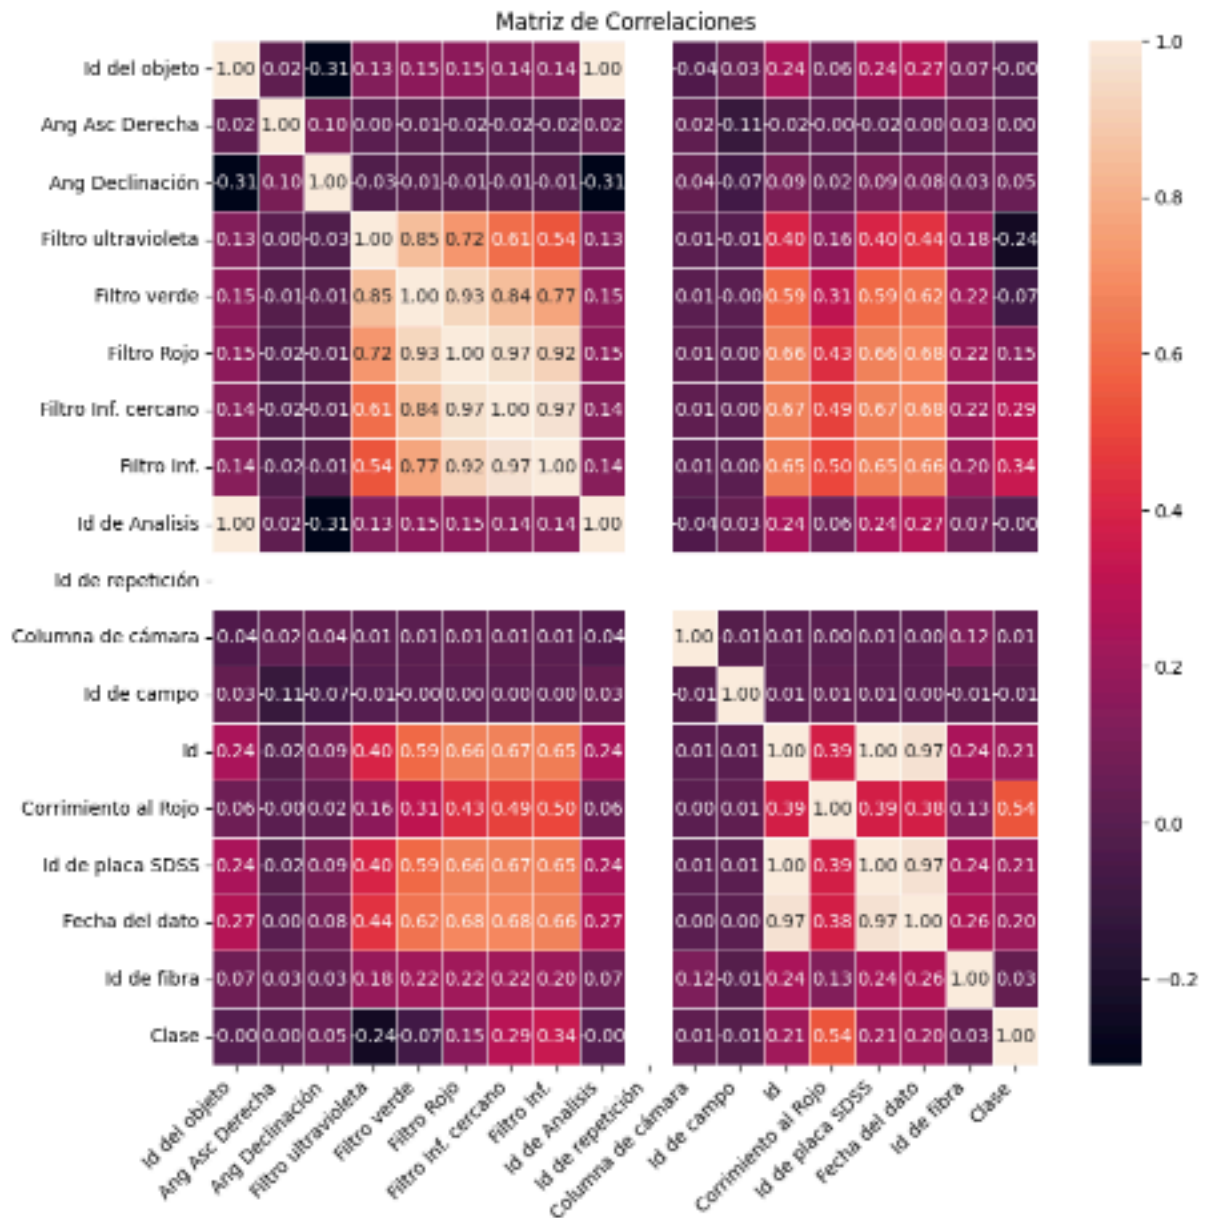 Matriz de Correlaciones
Id del objeto 1.00 0.02 -0.31 0.13 0.15 0.15 0.14 0.14 1.00 -0.04 0.03 0.24 0.06 0.24 0.27 0.07 -0.00
Ang Asc Derecha 0.02 1.00 0.10 0.00 -0.01 -0.02 -0.02 -0.02 0.02 0.02 -0.11 -0.02 -0.00 -0.02 0.00 0.03 0.00
Ang Declinación -0.31 0.10 1.00 -0.03 -0.01 -0.01 -0.01 -0.01 -0.31 0.04 -0.07 0.09 0.02 0.09 0.08 0.03 0.05
Filtro ultravioleta 0.13 0.00 -0.03 1.00 0.85 0.72 0.61 0.54 0.13 0.01 -0.01 0.40 0.16 0.40 0.44 0.18 -0.24
Filtro verde 0.15 -0.01 -0.01 0.85 1.00 0.93 0.84 0.77 0.15 0.01 -0.00 0.59 0.31 0.59 0.62 0.22 -0.07
Filtro Rojo 0.15 -0.02 -0.01 0.72 0.93 1.00 0.97 0.92 0.15 0.01 0.00 0.66 0.43 0.66 0.68 0.22 0.15
Filtro Inf. cercano 0.14 -0.02 -0.01 0.61 0.84 0.97 1.00 0.97 0.14 0.01 0.00 0.67 0.49 0.67 0.68 0.22 0.29
Filtro Inf. 0.14 -0.02 -0.01 0.54 0.77 0.92 0.97 1.00 0.14 0.01 0.00 0.65 0.50 0.65 0.66 0.20 0.34
Id de Analisis 1.00 0.02 -0.31 0.13 0.15 0.15 0.14 0.14 1.00 -0.04 0.03 0.24 0.06 0.24 0.27 0.07 -0.00
Id de repetición
Columna de cámara -0.04 0.02 0.04 0.01 0.01 0.01 0.01 0.01 -0.04 1.00 -0.01 0.01 0.00 0.01 0.00 0.12 0.01
Id de campo 0.03 -0.11 -0.07 -0.01 -0.00 0.00 0.00 0.00 0.03 -0.01 1.00 0.01 0.01 0.01 0.00 -0.01 -0.01
Id 0.24 -0.02 0.09 0.40 0.59 0.66 0.67 0.65 0.24 0.01 0.01 1.00 0.39 1.00 0.97 0.24 0.21
Corrimiento al Rojo 0.06 -0.00 0.02 0.16 0.31 0.43 0.49 0.50 0.06 0.00 0.01 0.39 1.00 0.39 0.38 0.13 0.54
Id de placa SDSS 0.24 -0.02 0.09 0.40 0.59 0.66 0.67 0.65 0.24 0.01 0.01 1.00 0.39 1.00 0.97 0.24 0.21
Fecha del dato 0.27 0.00 0.08 0.44 0.62 0.68 0.68 0.66 0.27 0.00 0.00 0.97 0.38 0.97 1.00 0.26 0.20
Id de fibra 0.07 0.03 0.03 0.18 0.22 0.22 0.22 0.20 0.07 0.12 -0.01 0.24 0.13 0.24 0.26 1.00 0.03
Clase -0.00 0.00 0.05 -0.24 -0.07 0.15 0.29 0.34 -0.00 0.01 -0.01 0.21 0.54 0.21 0.20 0.03 1.00
Id del objeto
Ang Asc Derecha
Ang Declinación
Filtro ultravioleta
Filtro verde
Filtro Rojo
Filtro Inf. cercano
Filtro Inf.
Id de Analisis
Id de repetición
Columna de cámara
Id de campo
Id
Corrimiento al Rojo
Id de placa SDSS
Fecha del dato
Id de fibra
Clase
1.0
0.8
0.6
0.4
0.2
0.0
−0.2